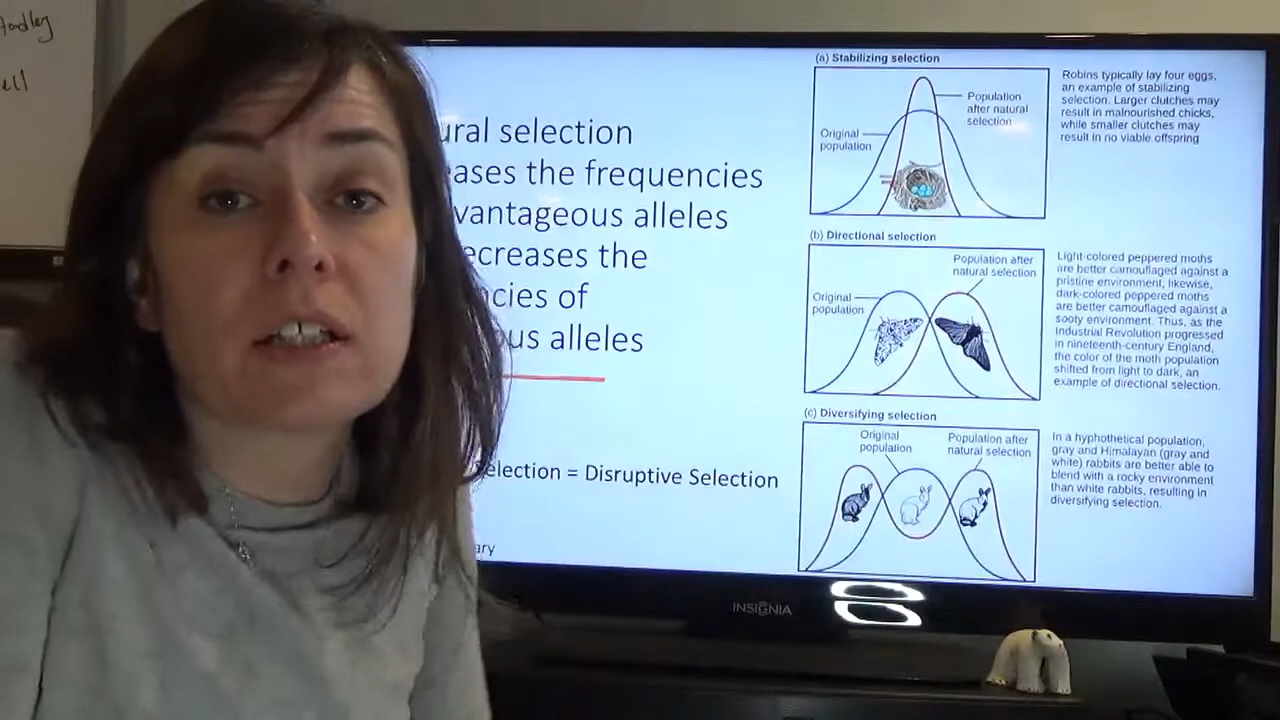 ural selection
eases the frequencies
vantageous alleles
ecreases the
ncies of
us alleles
Selection = Disruptive Selection
ary
(a) Stabilizing selection
Original
population
Population
after natural
selection
Robins typically lay four eggs,
an example of stabilizing
selection. Larger clutches may
result in malnourished chicks,
while smaller clutches may
result in no viable offspring
(b) Directional selection
Original
population
Population after
natural selection
Light-colored peppered moths
are better camouflaged against a
pristine environment; likewise,
dark-colored peppered moths
are better camouflaged against a
sooty environment. Thus, as the
Industrial Revolution progressed
in nineteenth-century England,
the color of the moth population
shifted from light to dark, an
example of directional selection.
(c) Diversifying selection
Original
population
Population after
natural selection
In a hyphothetical population,
gray and Himalayan (gray and
white) rabbits are better able to
blend with a rocky environment
than white rabbits, resulting in
diversifying selection.
INSIGNIA
ell